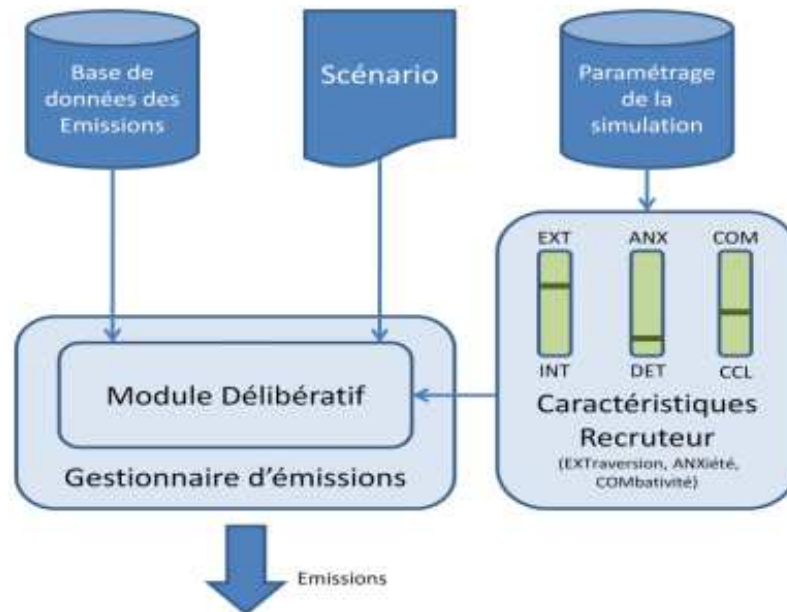 Base de
données des
Emissions
Scénario
Paramétrage
de la
simulation
EXT
ANX
COM
INT
DET
CCL
Caractéristiques
Recruteur
(EXTraversion, ANXiété,
COMbativité)
Module Délibératif
Gestionnaire d'émissions
Emissions